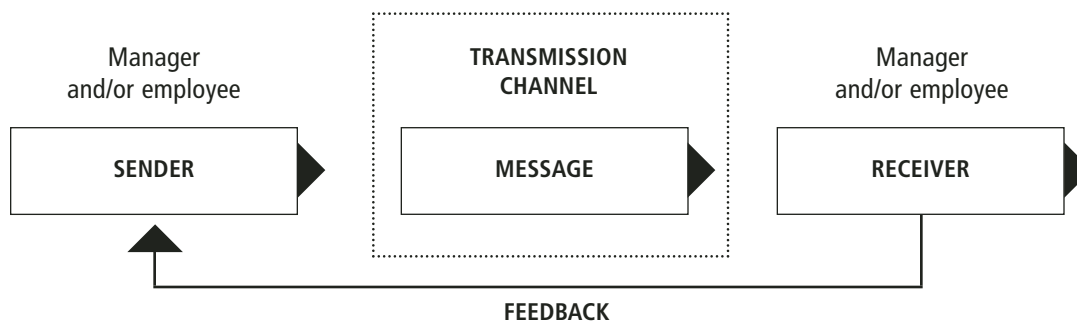 Manager
and/or employee
SENDER
TRANSMISSION
CHANNEL
MESSAGE
Manager
and/or employee
RECEIVER
FEEDBACK